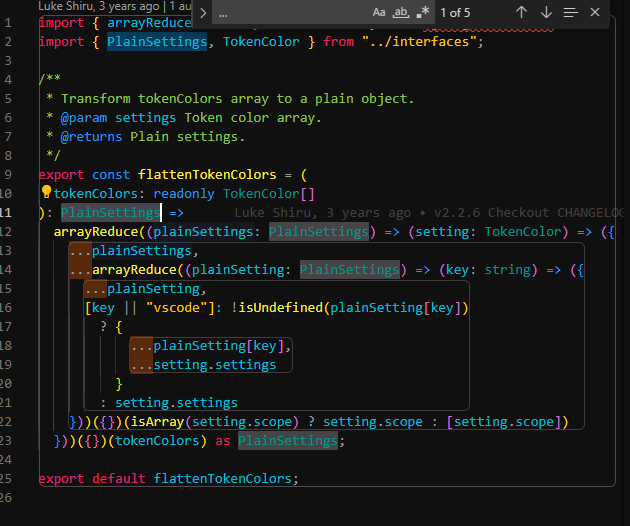 Luke Shiru, 3 years ago | 1 au
...
Aa ab .* 1 of 5
1 import { arrayReduce
2 import { PlainSettings, TokenColor } from "../interfaces";
3
4 /**
5  * Transform tokenColors array to a plain object.
6  * @param settings Token color array.
7  * @returns Plain settings.
8  */
9 export const flattenTokenColors = (
10   tokenColors: readonly TokenColor[]
11 ): PlainSettings => Luke Shiru, 3 years ago • v2.2.6 Checkout CHANGELOG
12   arrayReduce((plainSettings: PlainSettings) => (setting: TokenColor) => ({
13     ...plainSettings,
14     ...arrayReduce((plainSetting: PlainSettings) => (key: string) => ({
15       ...plainSetting,
16       [key || "vscode"]: !isUndefined(plainSetting[key])
17         ? {
18             ...plainSetting[key],
19             ...setting.settings
20           }
21         : setting.settings
22     }))({})(isArray(setting.scope) ? setting.scope : [setting.scope])
23   }))({})(tokenColors) as PlainSettings;
24
25 export default flattenTokenColors;
26